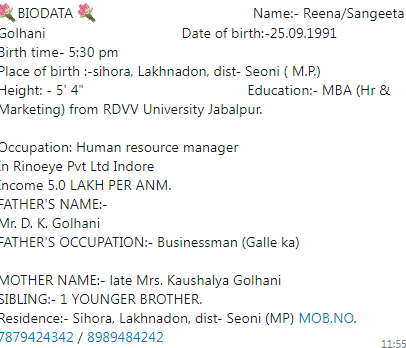 🌹BIODATA 🌹 Name:- Reena/Sangeeta
Golhani Date of birth:-25.09.1991
Birth time- 5:30 pm
Place of birth :-sihora, Lakhnadon, dist- Seoni ( M.P.)
Height: - 5' 4" Education:- MBA (Hr &
Marketing) from RDVV University Jabalpur.
Occupation: Human resource manager
In Rinoeye Pvt Ltd Indore
Income 5.0 LAKH PER ANM.
FATHER'S NAME:-
Mr. D. K. Golhani
FATHER'S OCCUPATION:- Businessman (Galle ka)
MOTHER NAME:- late Mrs. Kaushalya Golhani
SIBLING:- 1 YOUNGER BROTHER.
Residence:- Sihora, Lakhnadon, dist- Seoni (MP) MOB.NO.
7879424342 / 8989484242
11:55